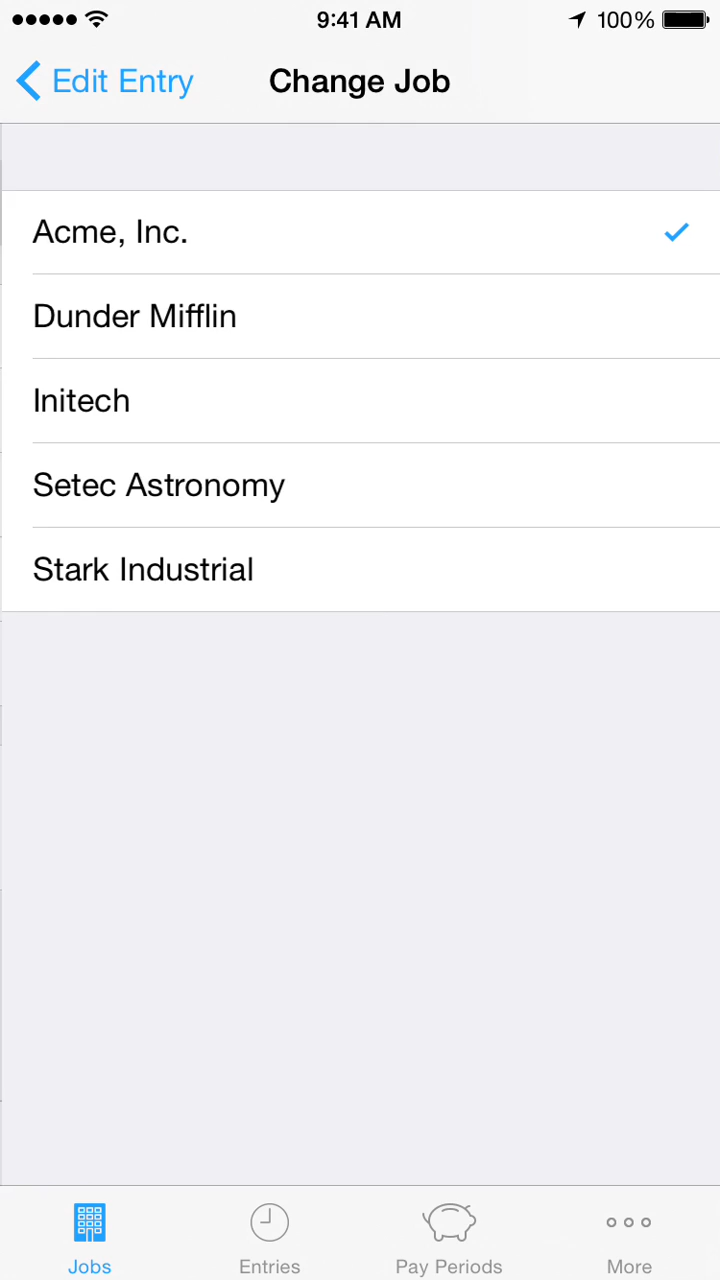 9:41 AM 100%
Edit Entry Change Job
Acme, Inc.
Dunder Mifflin
Initech
Setec Astronomy
Stark Industrial
Jobs Entries Pay Periods More